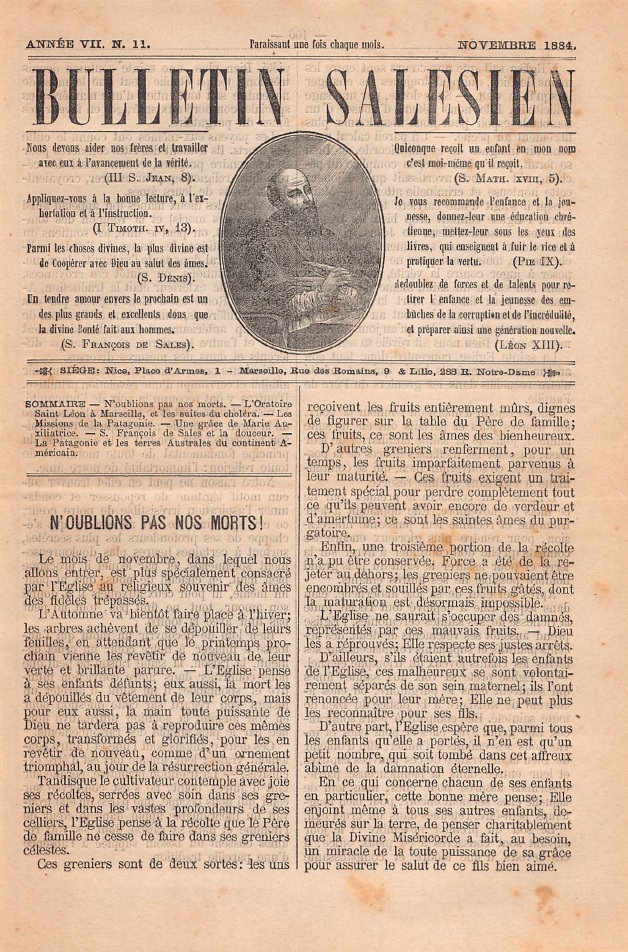 ANNÉE VII. N. 11.
Paraissant une fois chaque mois.
NOVEMBRE 1884.
BULLETIN SALESIEN
Nous devons aider nos frères et travailler
avec eux à l'avancement de la vérité.
(III S. JEAN, 8).
Appliquez-vous à la bonne lecture, à l'ex-
hortation et à l'instruction.
(I TIMOTH. IV, 13).
Parmi les choses divines, la plus divine est
de Coopérer avec Dieu au salut des âmes.
(S. DENIS).
Un tendre amour envers le prochain est un
des plus grands et excellents dons que
la divine Bonté fait aux hommes.
(S. FRANÇOIS DE SALES).
Quiconque reçoit un enfant en mon nom
c'est moi-même qu'il reçoit.
(S. MATH. XVIII, 5).
Je vous recommande l'enfance et la jeu-
nesse, donnez-leur une éducation chré-
tienne, mettez-leur sous les yeux des
livres, qui enseignent à fuir le vice et à
pratiquer la vertu. (PIE IX).
Redoublez de forces et de talents pour re-
tirer l'enfance et la jeunesse des em-
bûches de la corruption et de l'incrédulité,
et préparer ainsi une génération nouvelle.
(LÉON XIII).
SIÉGE: Nice, Place d'Armes, 1 – Marseille, Rue des Romains, 9 & Lille, 288 R. Notre-Dame
SOMMAIRE — N'oublions pas nos morts. — L'Oratoire
Saint Léon à Marseille, et les suites du choléra. — Les
Missions de la Patagonie. — Une grâce de Marie Au-
xiliatrice. — S. François de Sales et la douceur. —
La Patagonie et les terres Australes du continent A-
méricain.
N'OUBLIONS PAS NOS MORTS!
Le mois de novembre, dans lequel nous
allons entrer, est plus spécialement consacré
par l'Eglise au religieux souvenir des âmes
des fidèles trépassés.
L'Automne va bientôt faire place à l'hiver;
les arbres achèvent de se dépouiller de leurs
feuilles, en attendant que le printemps pro-
chain vienne les revêtir de nouveau de leur
verte et brillante parure. — L'Eglise pense
à ses enfants défunts; eux aussi, la mort les
a dépouillés du vêtement de leur corps, mais
pour eux aussi, la main toute puissante de
Dieu ne tardera pas à reproduire ces mêmes
corps, transformés et glorifiés, pour les en
revêtir de nouveau, comme d'un ornement
triomphal, au jour de la résurrection générale.
Tandisque le cultivateur contemple avec joie
ses récoltes, serrées avec soin dans ses gre-
niers et dans les vastes profondeurs de ses
celliers, l'Eglise pense à la récolte que le Père
de famille ne cesse de faire dans ses greniers
célestes.
Ces greniers sont de deux sortes: les uns
reçoivent les fruits entièrement mûrs, dignes
de figurer sur la table du Père de famille;
ces fruits, ce sont les âmes des bienheureux.
D'autres greniers renferment, pour un
temps, les fruits imparfaitement parvenus à
leur maturité. — Ces fruits exigent un trai-
tement spécial pour perdre complètement tout
ce qu'ils peuvent avoir encore de verdeur et
d'amertume; ce sont les saintes âmes du pur-
gatoire.
Enfin, une troisième portion de la récolte
n'a pu être conservée. Force a été de la re-
jeter au dehors; les greniers ne pouvaient être
encombrés et souillés par ces fruits gâtés, dont
la maturation est désormais impossible.
L'Eglise ne saurait s'occuper des damnés,
représentés par ces mauvais fruits. — Dieu
les a réprouvés; Elle respecte ses justes arrêts.
D'ailleurs, s'ils étaient autrefois les enfants
de l'Eglise, ces malheureux se sont volontai-
rement séparés de son sein maternel; ils l'ont
renoncée pour leur mère; Elle ne peut plus
les reconnaître pour ses fils.
D'autre part, l'Eglise espère que, parmi tous
les enfants qu'elle a portés, il n'en est qu'un
petit nombre, qui soit tombé dans cet affreux
abîme de la damnation éternelle.
En ce qui concerne chacun de ses enfants
en particulier, cette bonne mère pense; Elle
enjoint même à tous ses autres enfants, de-
meurés sur la terre, de penser charitablement
que la Divine Miséricorde a fait, au besoin,
un miracle de la toute puissance de sa grâce
pour assurer le salut de ce fils bien aimé.